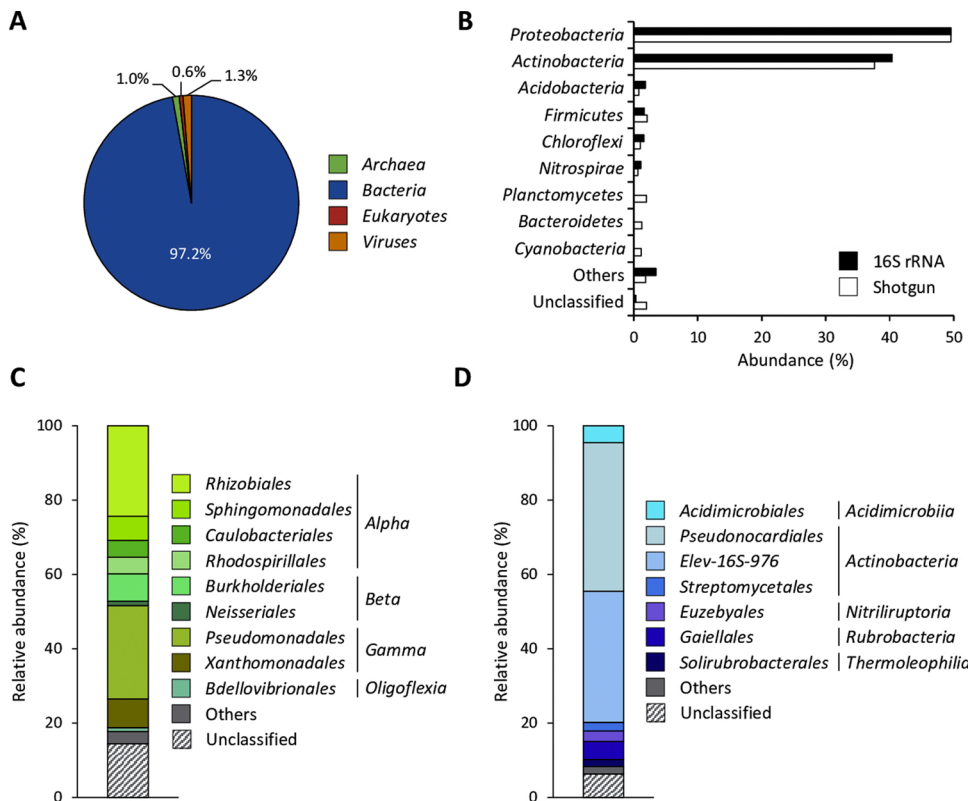 A
1.0%
0.6%
1.3%
97.2%
Archaea
Bacteria
Eukaryotes
Viruses
B
Proteobacteria
Actinobacteria
Acidobacteria
Firmicutes
Chloroflexi
Nitrospirae
Planctomycetes
Bacteroidetes
Cyanobacteria
Others
Unclassified
16S rRNA
Shotgun
0 10 20 30 40 50
Abundance (%)
C
Relative abundance (%)
100
80
60
40
20
0
Rhizobiales
Sphingomonadales
Caulobacteriales
Rhodospirillales
Alpha
Burkholderiales
Neisseriales
Beta
Pseudomonadales
Xanthomonadales
Gamma
Bdellovibrionales
Oligoflexia
Others
Unclassified
D
Relative abundance (%)
100
80
60
40
20
0
Acidimicrobiales
Acidimicrobiia
Pseudonocardiales
Elev-16S-976
Streptomycetales
Actinobacteria
Euzebyales
Nitriliruptoria
Gaiellales
Rubrobacteria
Solirubrobacterales
Thermoleophilia
Others
Unclassified